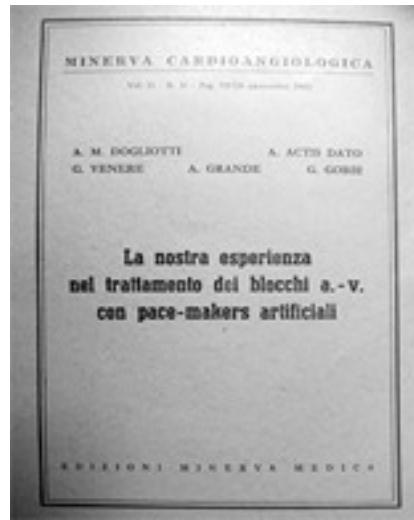 MINERVA CARDIOANGIOLOGICA
A. M. DOGLIOTTI A. ACTIS DATO
G. VENERE A. GRANDE G. GOBBI
La nostra esperienza
nel trattamento dei blocchi a.-v.
con pace-makers artificiali
EDIZIONI MINERVA MEDICA